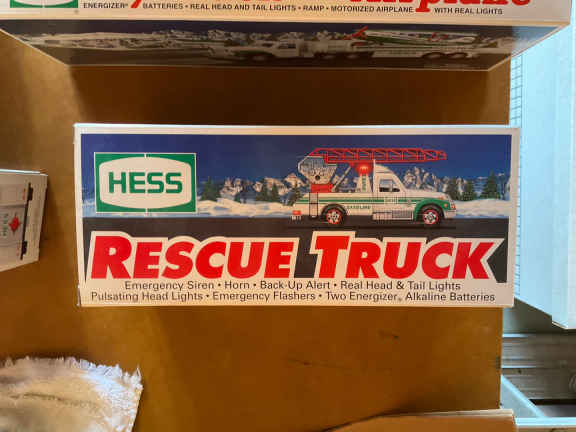 Airplane
ENERGIZER® BATTERIES • REAL HEAD AND TAIL LIGHTS • RAMP • MOTORIZED AIRPLANE WITH REAL LIGHTS
HESS
RESCUE TRUCK
Emergency Siren • Horn • Back-Up Alert • Real Head & Tail Lights
Pulsating Head Lights • Emergency Flashers • Two Energizer® Alkaline Batteries